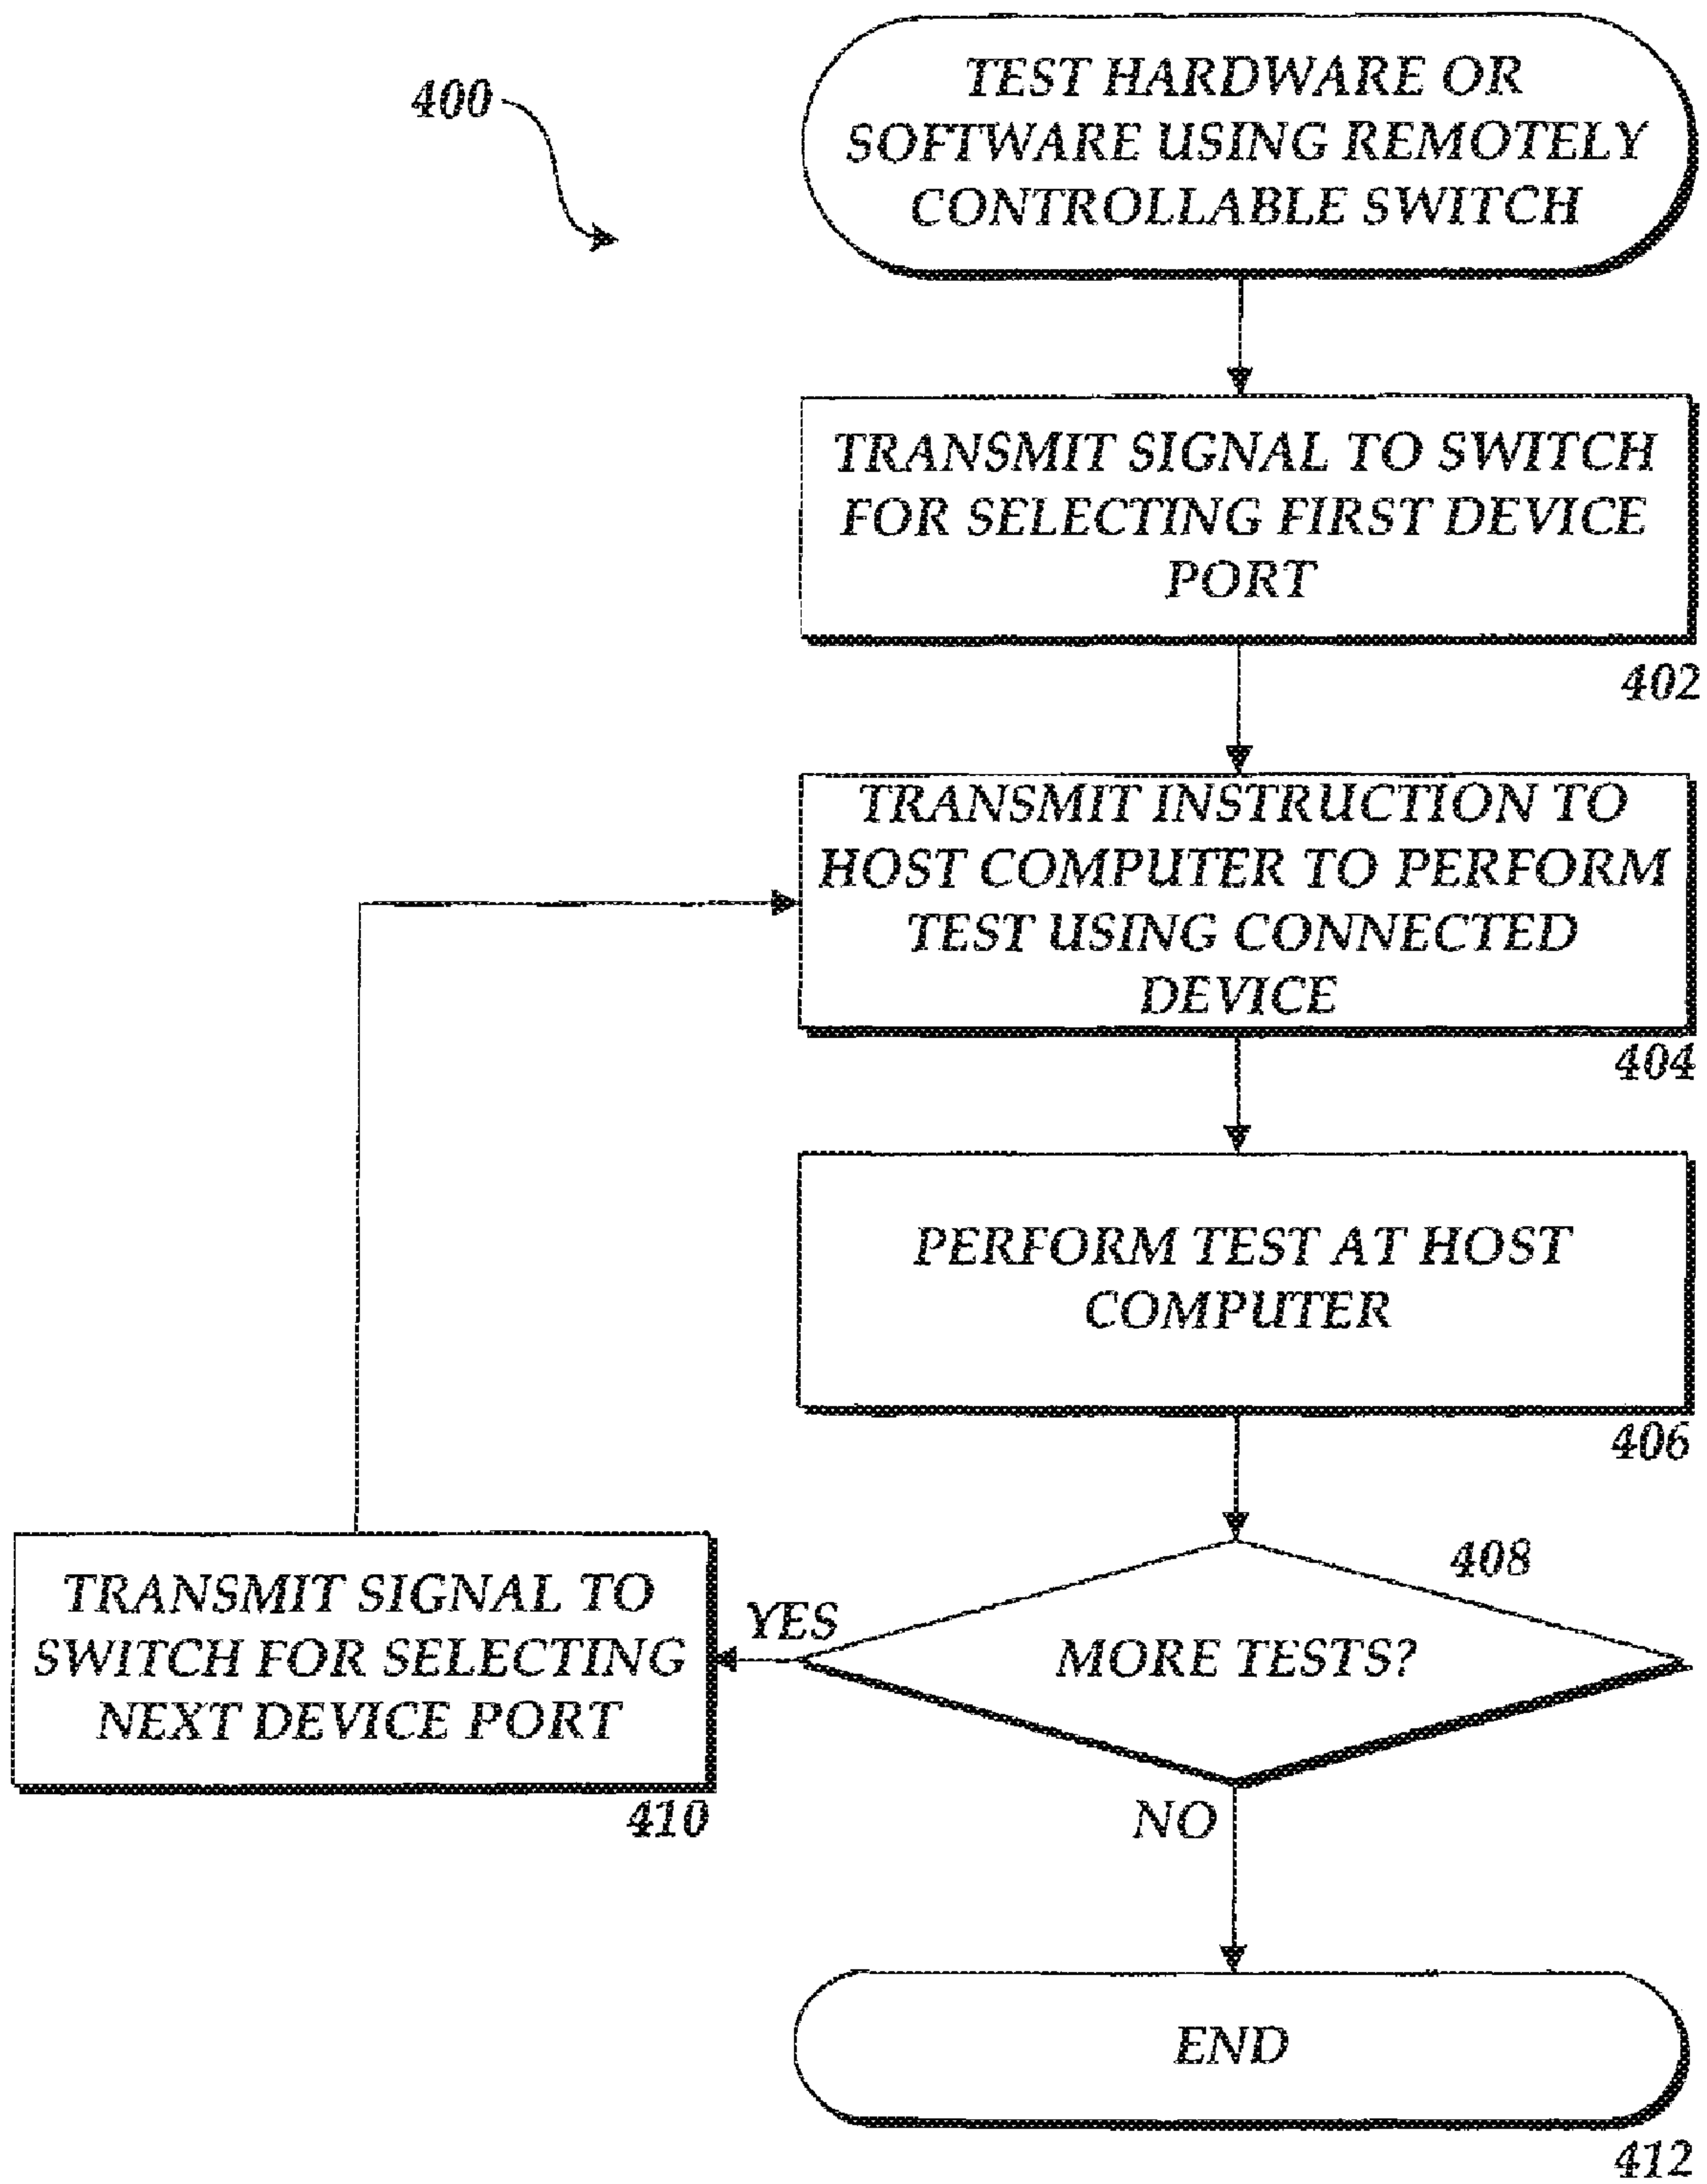 400
TEST HARDWARE OR
SOFTWARE USING REMOTELY
CONTROLLABLE SWITCH
TRANSMIT SIGNAL TO SWITCH
FOR SELECTING FIRST DEVICE
PORT
402
TRANSMIT INSTRUCTION TO
HOST COMPUTER TO PERFORM
TEST USING CONNECTED
DEVICE
404
PERFORM TEST AT HOST
COMPUTER
406
408
MORE TESTS?
YES
TRANSMIT SIGNAL TO
SWITCH FOR SELECTING
NEXT DEVICE PORT
410
NO
END
412